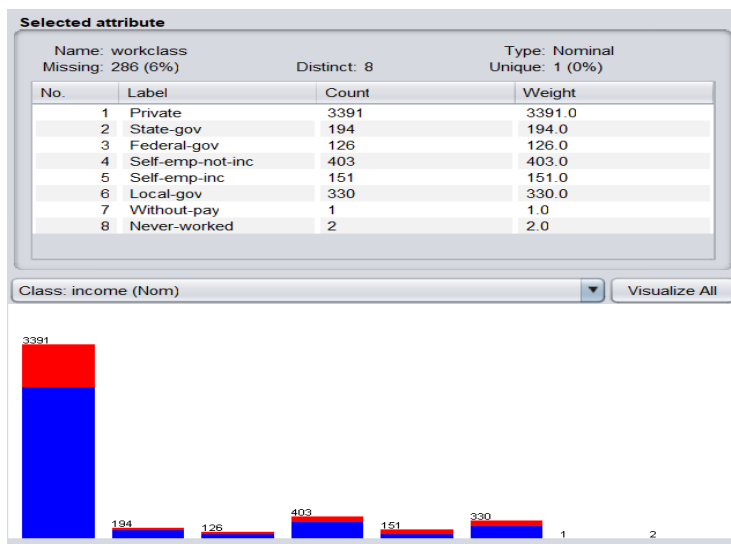 Selected attribute
Name: workclass Type: Nominal
Missing: 286 (6%) Distinct: 8 Unique: 1 (0%)
No. Label Count Weight
1 Private 3391 3391.0
2 State-gov 194 194.0
3 Federal-gov 126 126.0
4 Self-emp-not-inc 403 403.0
5 Self-emp-inc 151 151.0
6 Local-gov 330 330.0
7 Without-pay 1 1.0
8 Never-worked 2 2.0
Class: income (Nom) Visualize All
3391
194 126 403 151 330 1 2